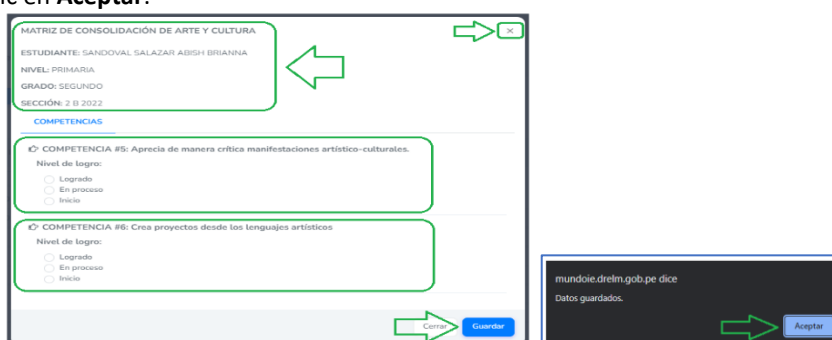 ic en Aceptar.
MATRIZ DE CONSOLIDACIÓN DE ARTE Y CULTURA
×
ESTUDIANTE: SANDOVAL SALAZAR ABISH BRIANNA
NIVEL: PRIMARIA
GRADO: SEGUNDO
SECCIÓN: 2 B 2022
COMPETENCIAS
COMPETENCIA #5: Aprecia de manera crítica manifestaciones artístico-culturales.
Nivel de logro:
Logrado
En proceso
Inicio
COMPETENCIA #6: Crea proyectos desde los lenguajes artísticos
Nivel de logro:
Logrado
En proceso
Inicio
Cerrar Guardar
mundoie.drelm.gob.pe dice
Datos guardados.
Aceptar